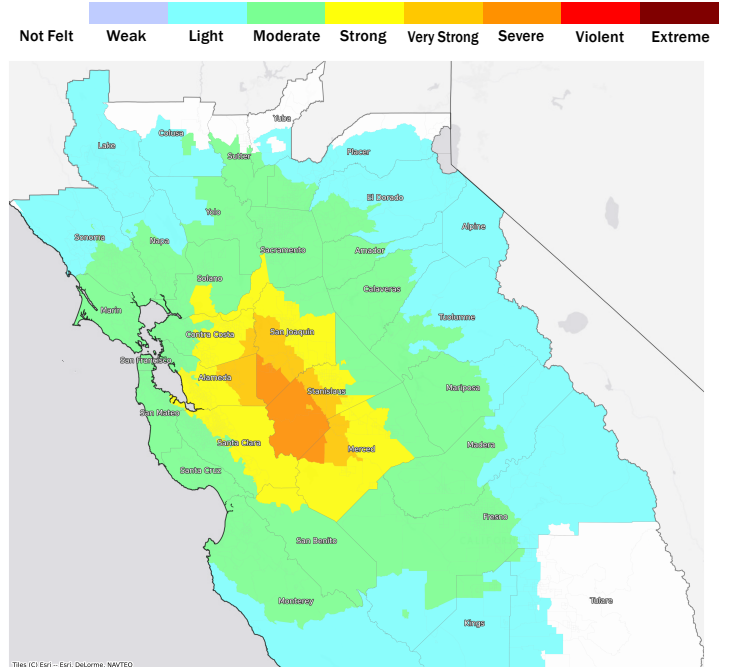 Not Felt Weak Light Moderate Strong Very Strong Severe Violent Extreme
Yuba
Colusa
Lake
Placer
Sutter
El Dorado
Yolo
Alpine
Sonoma
Napa
Sacramento
Amador
Solano
Calaveras
Marin
Tuolumne
Contra Costa
San Joaquin
San Francisco
Alameda
Stanislaus
Mariposa
San Mateo
Santa Clara
Merced
Madera
Santa Cruz
Fresno
San Benito
Monterey
Tulare
Kings
Tiles (C) Esri -- Esri, DeLorme, NAVTEQ